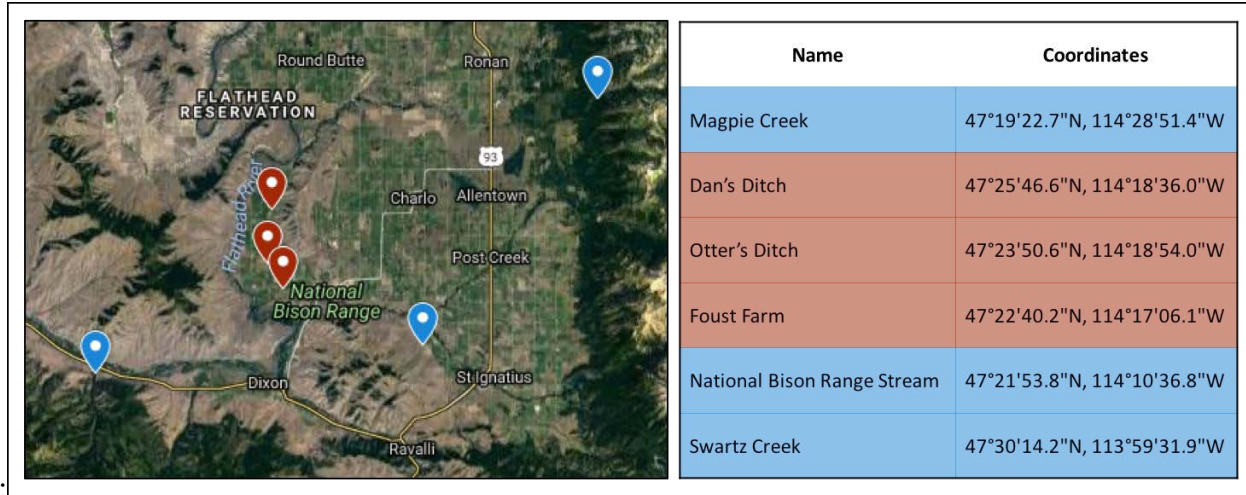 Round Butte
Ronan
FLATHEAD
RESERVATION
93
Flathead River
Charlo
Allentown
Post Creek
National
Bison Range
Dixon
St Ignatius
Ravalli
Name Coordinates
Magpie Creek 47°19'22.7"N, 114°28'51.4"W
Dan's Ditch 47°25'46.6"N, 114°18'36.0"W
Otter's Ditch 47°23'50.6"N, 114°18'54.0"W
Foust Farm 47°22'40.2"N, 114°17'06.1"W
National Bison Range Stream 47°21'53.8"N, 114°10'36.8"W
Swartz Creek 47°30'14.2"N, 113°59'31.9"W
.